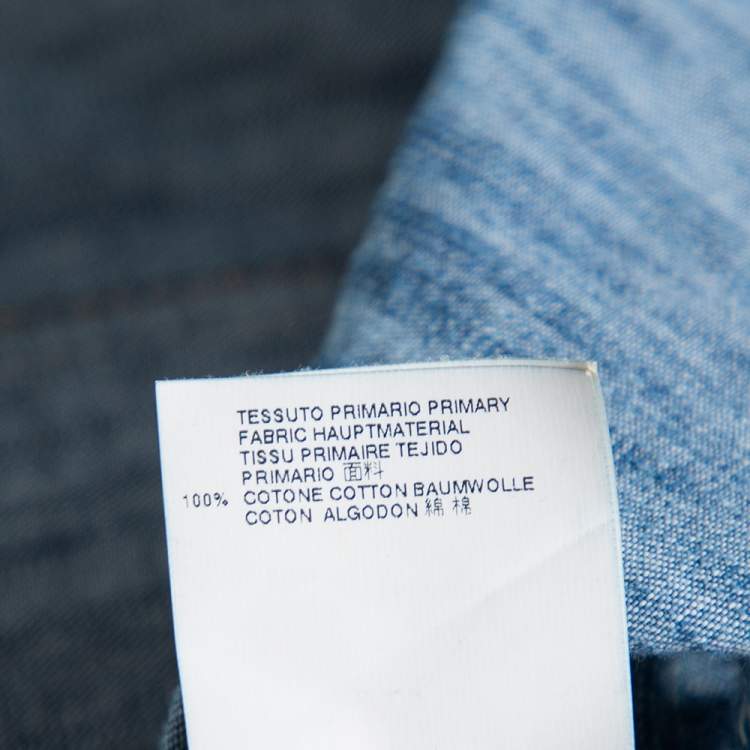 TESSUTO PRIMARIO PRIMARY
FABRIC HAUPTMATERIAL
TISSU PRIMAIRE TEJIDO
PRIMARIO 面料
100% COTONE COTTON BAUMWOLLE
COTON ALGODON 綿 棉